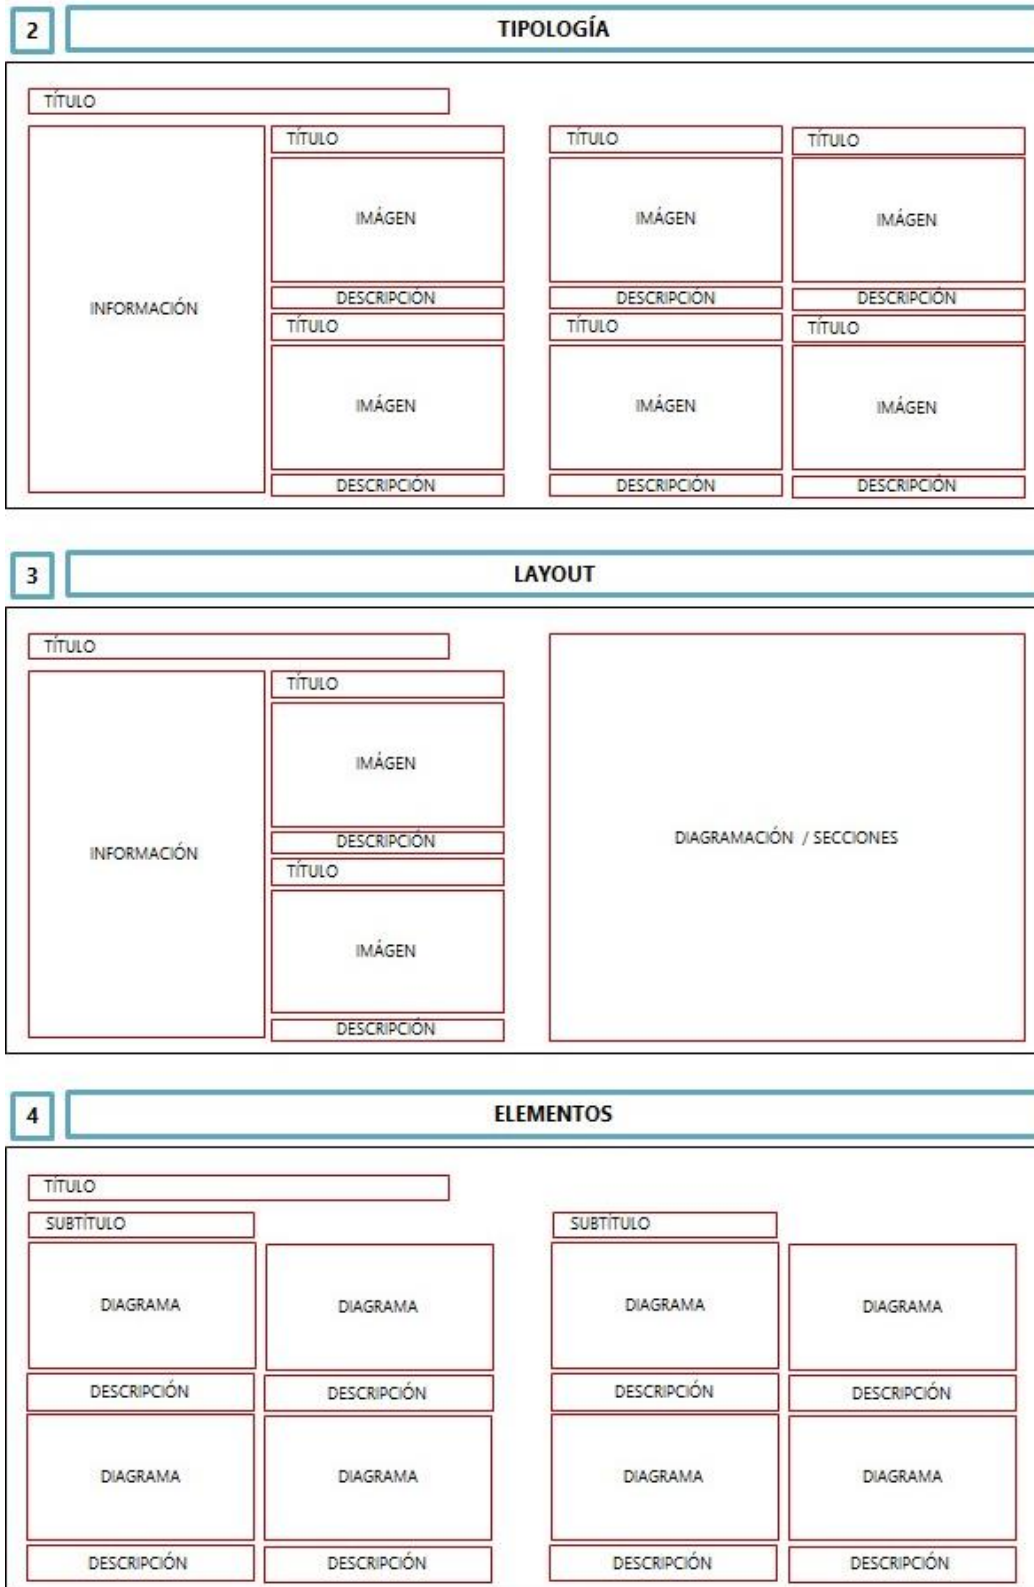 2 TIPOLOGÍA
TÍTULO
TÍTULO TÍTULO TÍTULO
IMÁGEN IMÁGEN IMÁGEN
INFORMACIÓN
DESCRIPCIÓN DESCRIPCIÓN DESCRIPCIÓN
TÍTULO TÍTULO TÍTULO
IMÁGEN IMÁGEN IMÁGEN
DESCRIPCIÓN DESCRIPCIÓN DESCRIPCIÓN
3 LAYOUT
TÍTULO
TÍTULO
IMÁGEN
DESCRIPCIÓN
INFORMACIÓN
DIAGRAMACIÓN / SECCIONES
TÍTULO
IMÁGEN
DESCRIPCIÓN
4 ELEMENTOS
TÍTULO
SUBTÍTULO SUBTÍTULO
DIAGRAMA DIAGRAMA DIAGRAMA DIAGRAMA
DESCRIPCIÓN DESCRIPCIÓN DESCRIPCIÓN DESCRIPCIÓN
DIAGRAMA DIAGRAMA DIAGRAMA DIAGRAMA
DESCRIPCIÓN DESCRIPCIÓN DESCRIPCIÓN DESCRIPCIÓN